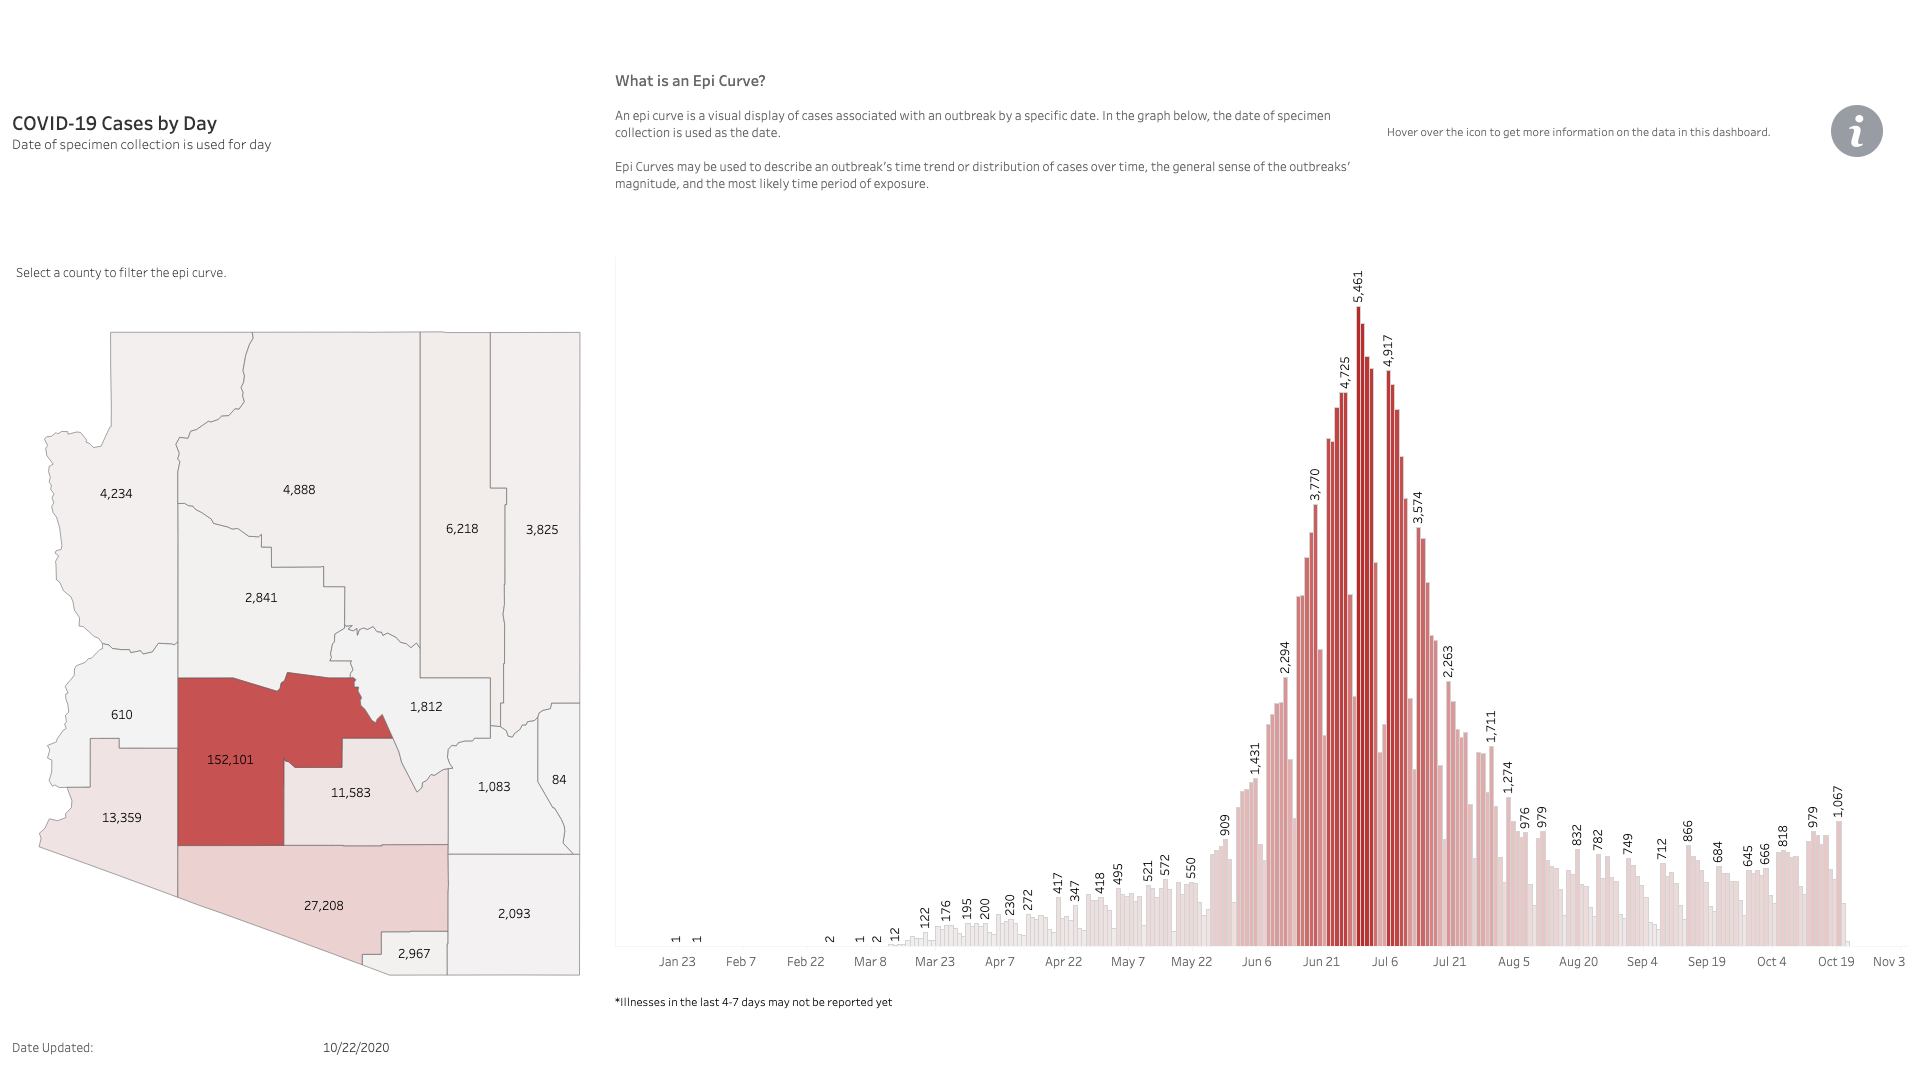 What is an Epi Curve?
COVID-19 Cases by Day
Date of specimen collection is used for day
An epi curve is a visual display of cases associated with an outbreak by a specific date. In the graph below, the date of specimen
collection is used as the date.
Epi Curves may be used to describe an outbreak's time trend or distribution of cases over time, the general sense of the outbreaks'
magnitude, and the most likely time period of exposure.
Hover over the icon to get more information on the data in this dashboard.
i
Select a county to filter the epi curve.
4,234
4,888
6,218
3,825
2,841
610
1,812
152,101
11,583
1,083
84
13,359
27,208
2,093
2,967
1
1
2
1
2
12
122
176
195
200
230
272
417
347
418
495
521
572
550
909
1,431
2,294
3,770
4,725
5,461
4,917
3,574
2,263
1,711
1,274
976
979
832
782
749
712
866
684
645
666
818
979
1,067
Jan 23
Feb 7
Feb 22
Mar 8
Mar 23
Apr 7
Apr 22
May 7
May 22
Jun 6
Jun 21
Jul 6
Jul 21
Aug 5
Aug 20
Sep 4
Sep 19
Oct 4
Oct 19
Nov 3
*Illnesses in the last 4-7 days may not be reported yet
Date Updated:
10/22/2020